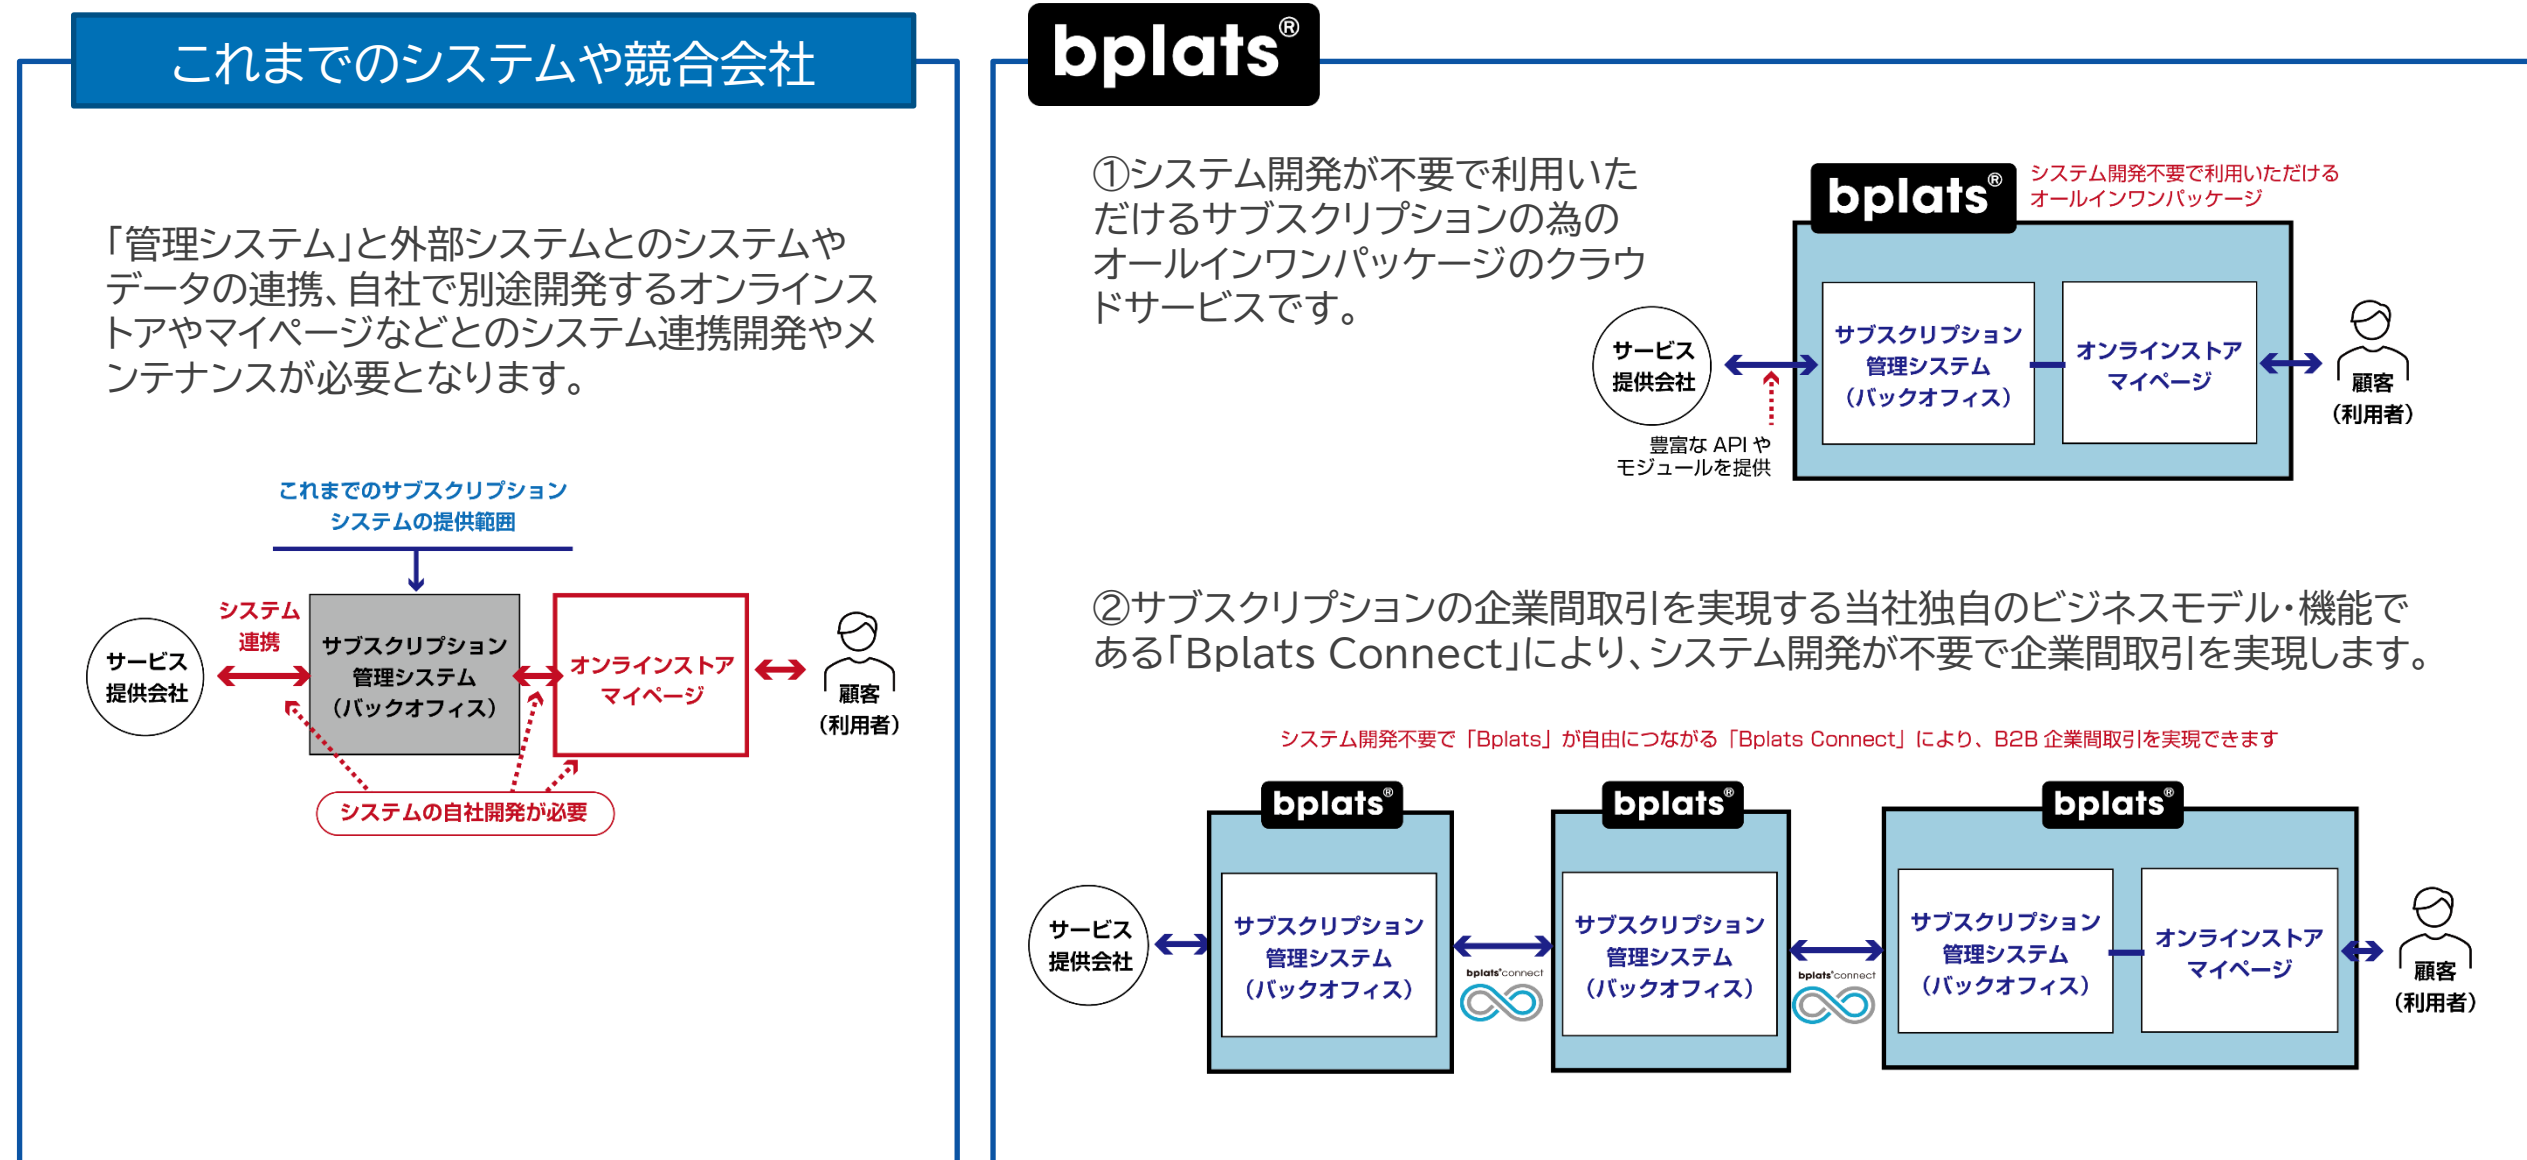 これまでのシステムや競合会社
「管理システム」と外部システムとのシステムや
データの連携、自社で別途開発するオンラインス
トアやマイページなどとのシステム連携開発やメ
ンテナンスが必要となります。
これまでのサブスクリプション
システムの提供範囲
サービス
提供会社
システム
連携
サブスクリプション
管理システム
（バックオフィス）
オンラインストア
マイページ
顧客
（利用者）
システムの自社開発が必要
bplats®
①システム開発が不要で利用いた
だけるサブスクリプションの為の
オールインワンパッケージのクラウ
ドサービスです。
bplats®
システム開発不要で利用いただける
オールインワンパッケージ
サービス
提供会社
サブスクリプション
管理システム
（バックオフィス）
オンラインストア
マイページ
顧客
（利用者）
豊富な API や
モジュールを提供
②サブスクリプションの企業間取引を実現する当社独自のビジネスモデル・機能で
ある「Bplats Connect」により、システム開発が不要で企業間取引を実現します。
システム開発不要で「Bplats」が自由につながる「Bplats Connect」により、B2B 企業間取引を実現できます
サービス
提供会社
bplats®
サブスクリプション
管理システム
（バックオフィス）
bplats®connect
bplats®
サブスクリプション
管理システム
（バックオフィス）
bplats®connect
bplats®
サブスクリプション
管理システム
（バックオフィス）
オンラインストア
マイページ
顧客
（利用者）